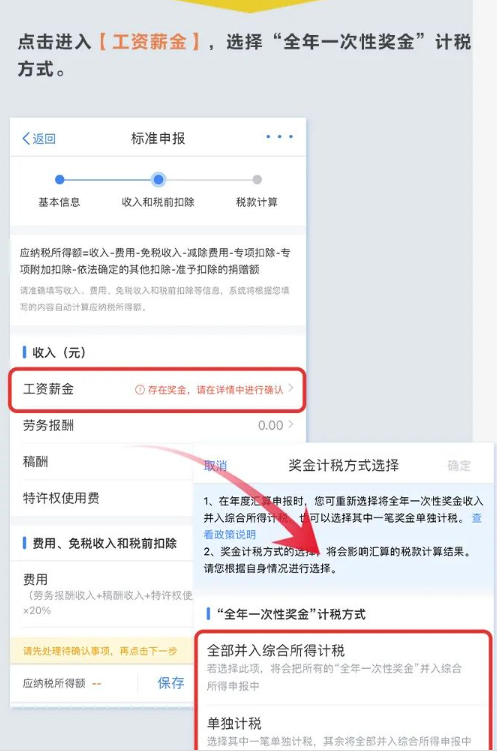 点击进入【工资薪金】，选择“全年一次性奖金”计税
方式。
返回
标准申报
基本信息
收入和税前扣除
税款计算
应纳税所得额=收入-费用-免税收入-减除费用-专项扣除-专
项附加扣除-依法确定的其他扣除-准予扣除的捐赠额
请准确填写收入、费用、免税收入和税前扣除等信息，系统将根据您填
写的内容自动计算应纳税所得额。
收入（元）
工资薪金
存在奖金，请在详情中进行确认
劳务报酬
0.00
稿酬
特许权使用费
费用、免税收入和税前扣除
费用
（劳务报酬收入+稿酬收入+特许权使
×20%
请先处理待确认事项，再点击下一步
应纳税所得额 --
保存
取消
奖金计税方式选择
确定
1、在年度汇算申报时，您可重新选择将全年一次性奖金收入
并入综合所得计税，也可以选择其中一笔奖金单独计税。查
看政策说明
2、奖金计税方式的选择，将会影响汇算的税款计算结果。
请您根据自身情况进行选择。
“全年一次性奖金”计税方式
全部并入综合所得计税
若选择此项，将会把所有的“全年一次性奖金”并入综合
所得申报中
单独计税
选择其中一笔单独计税，其余将全部并入综合所得申报中